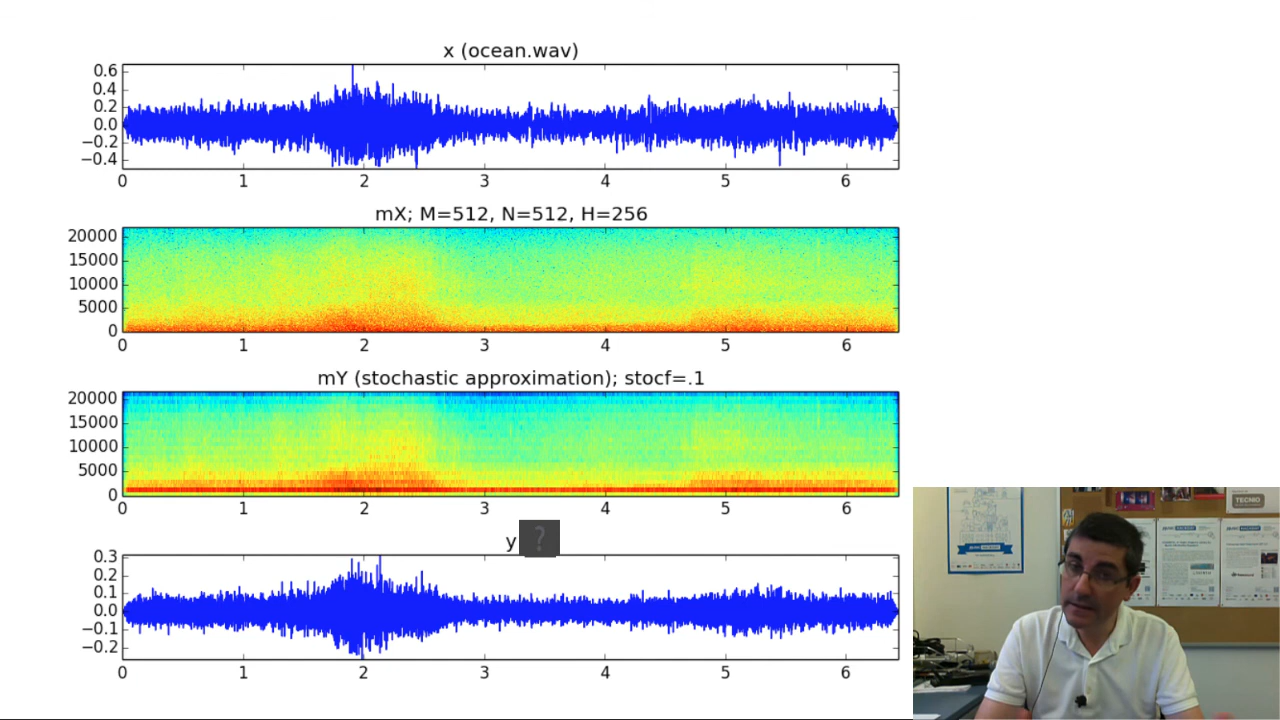 x (ocean.wav)
0.6
0.4
0.2
0.0
−0.2
−0.4
0 1 2 3 4 5 6
mX; M=512, N=512, H=256
20000
15000
10000
5000
0
0 1 2 3 4 5 6
mY (stochastic approximation); stocf=.1
20000
15000
10000
5000
0
0 1 2 3 4 5 6
y ?
0.3
0.2
0.1
0.0
−0.1
−0.2
0 1 2 3 4 5 6
TECNIO